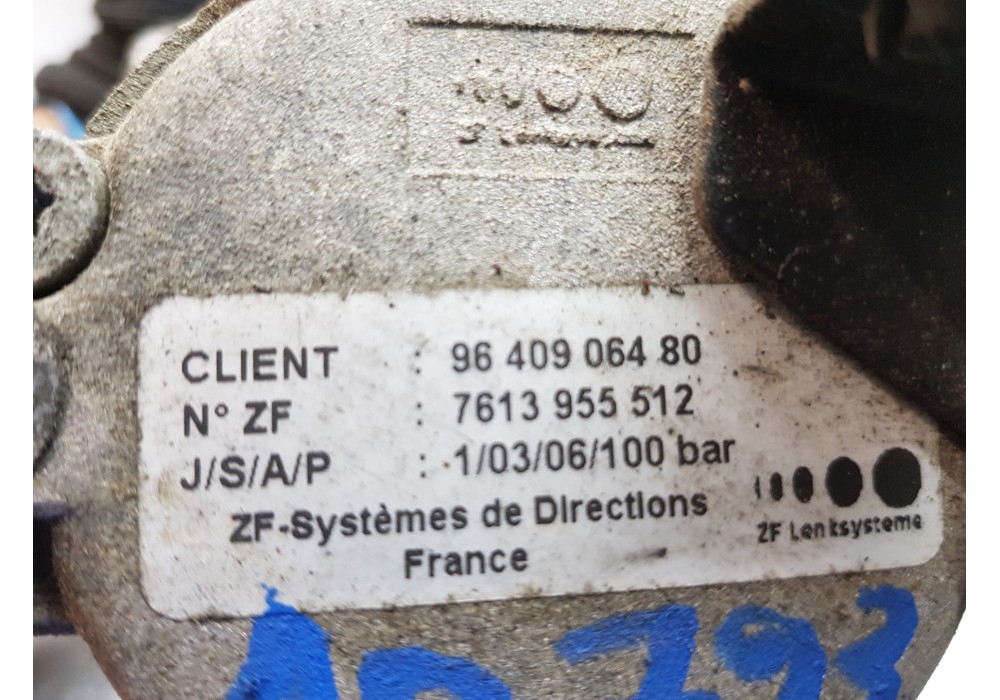 CLIENT : 96 409 064 80
N° ZF : 7613 955 512
J/S/A/P : 1/03/06/100 bar
ZF-Systèmes de Directions
France
ZF Lenksysteme